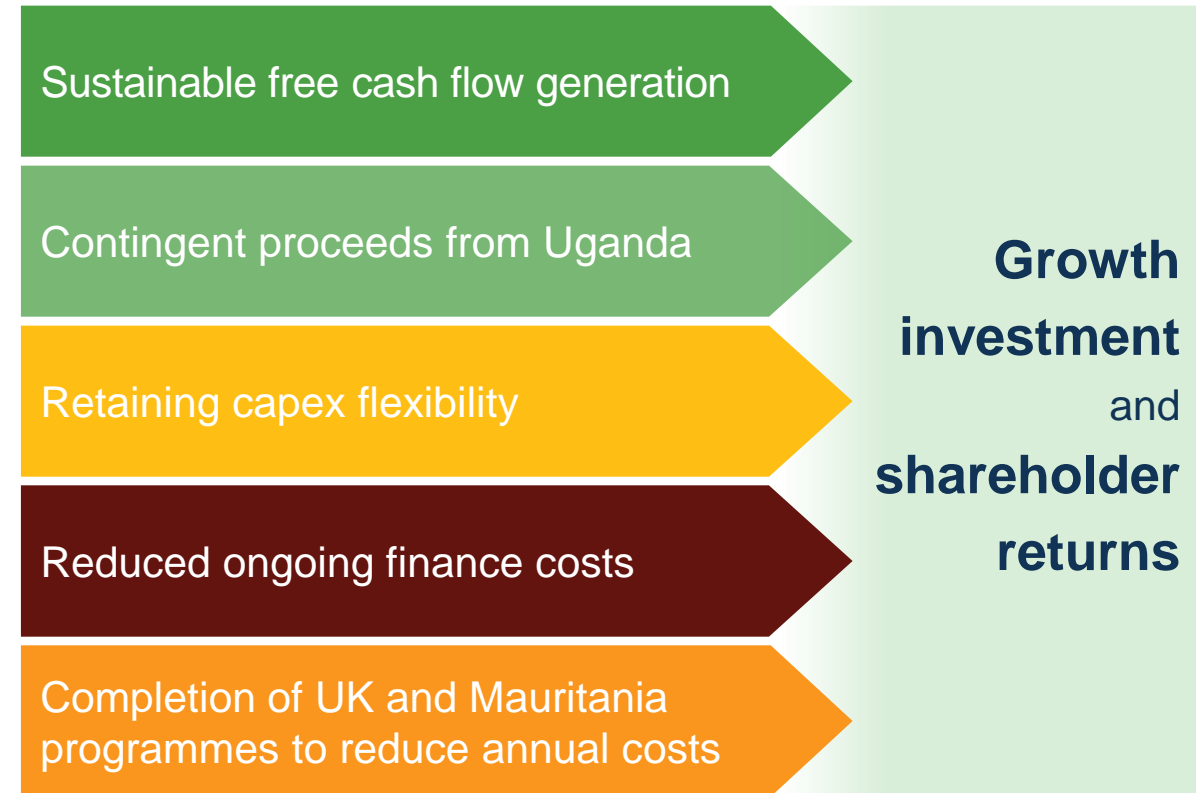 Sustainable free cash flow generation
Contingent proceeds from Uganda
Retaining capex flexibility
Reduced ongoing finance costs
Completion of UK and Mauritania
programmes to reduce annual costs
Growth
investment
and
shareholder
returns